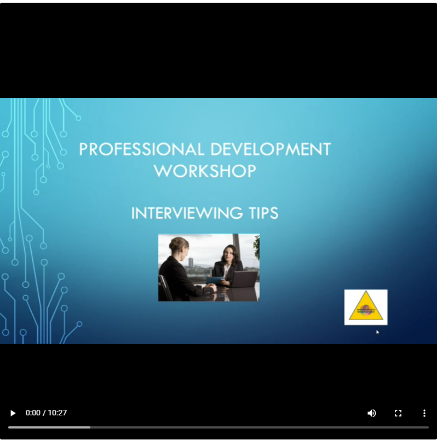 PROFESSIONAL DEVELOPMENT
WORKSHOP
INTERVIEWING TIPS
0:00 / 10:27